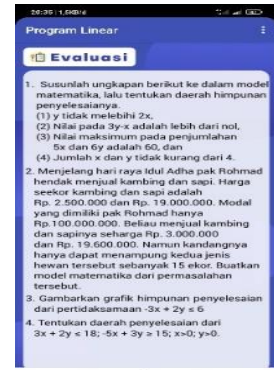 20:35 | 1,5KB/d
Program Linear
Evaluasi
1. Susunlah ungkapan berikut ke dalam model
matematika, lalu tentukan daerah himpunan
penyelesaianya.
(1) y tidak melebihi 2x,
(2) Nilai pada 3y-x adalah lebih dari nol,
(3) Nilai maksimum pada penjumlahan
5x dan 6y adalah 60, dan
(4) Jumlah x dan y tidak kurang dari 4.
2. Menjelang hari raya Idul Adha pak Rohmad
hendak menjual kambing dan sapi. Harga
seekor kambing dan sapi adalah
Rp. 2.500.000 dan Rp. 19.000.000. Modal
yang dimiliki pak Rohmad hanya
Rp.100.000.000. Beliau menjual kambing
dan sapinya seharga Rp. 3.000.000
dan Rp. 19.600.000. Namun kandangnya
hanya dapat menampung kedua jenis
hewan tersebut sebanyak 15 ekor. Buatkan
model matematika dari permasalahan
tersebut.
3. Gambarkan grafik himpunan penyelesaian
dari pertidaksamaan -3x + 2y ≤ 6
4. Tentukan daerah penyelesaian dari
3x + 2y ≤ 18; -5x + 3y ≥ 15; x>0; y>0.